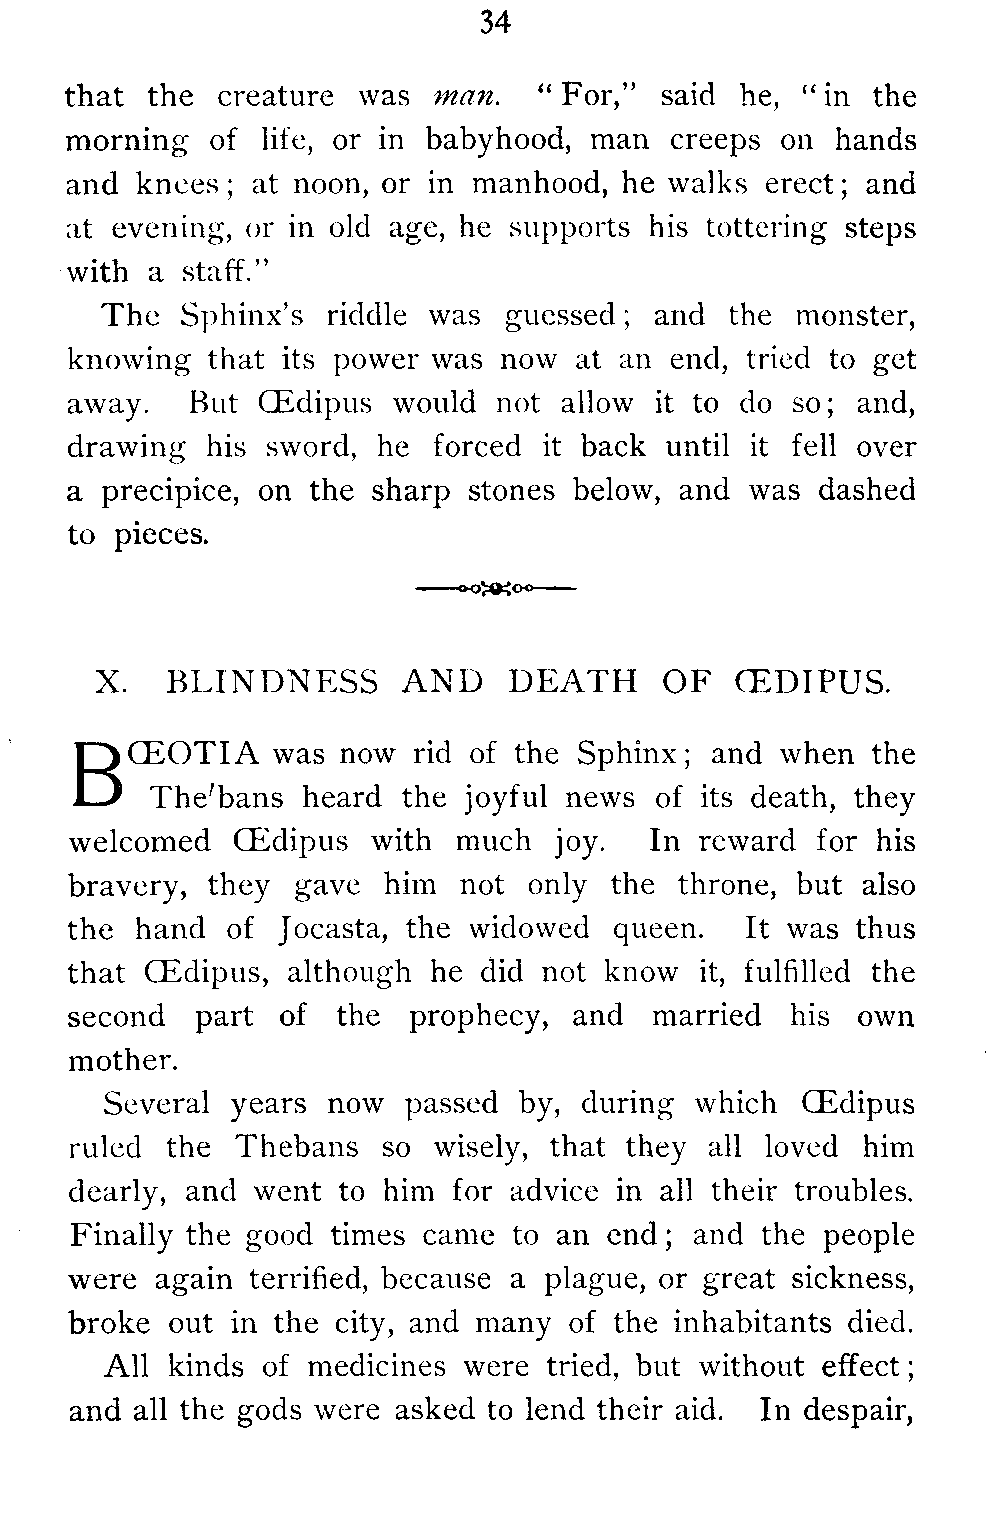 34
that the creature was man. “For,” said he, “in the
morning of life, or in babyhood, man creeps on hands
and knees; at noon, or in manhood, he walks erect; and
at evening, or in old age, he supports his tottering steps
with a staff.”
The Sphinx’s riddle was guessed; and the monster,
knowing that its power was now at an end, tried to get
away. But Œdipus would not allow it to do so; and,
drawing his sword, he forced it back until it fell over
a precipice, on the sharp stones below, and was dashed
to pieces.
X. BLINDNESS AND DEATH OF ŒDIPUS.
BŒOTIA was now rid of the Sphinx; and when the
The′bans heard the joyful news of its death, they
welcomed Œdipus with much joy. In reward for his
bravery, they gave him not only the throne, but also
the hand of Jocasta, the widowed queen. It was thus
that Œdipus, although he did not know it, fulfilled the
second part of the prophecy, and married his own
mother.
Several years now passed by, during which Œdipus
ruled the Thebans so wisely, that they all loved him
dearly, and went to him for advice in all their troubles.
Finally the good times came to an end; and the people
were again terrified, because a plague, or great sickness,
broke out in the city, and many of the inhabitants died.
All kinds of medicines were tried, but without effect;
and all the gods were asked to lend their aid. In despair,